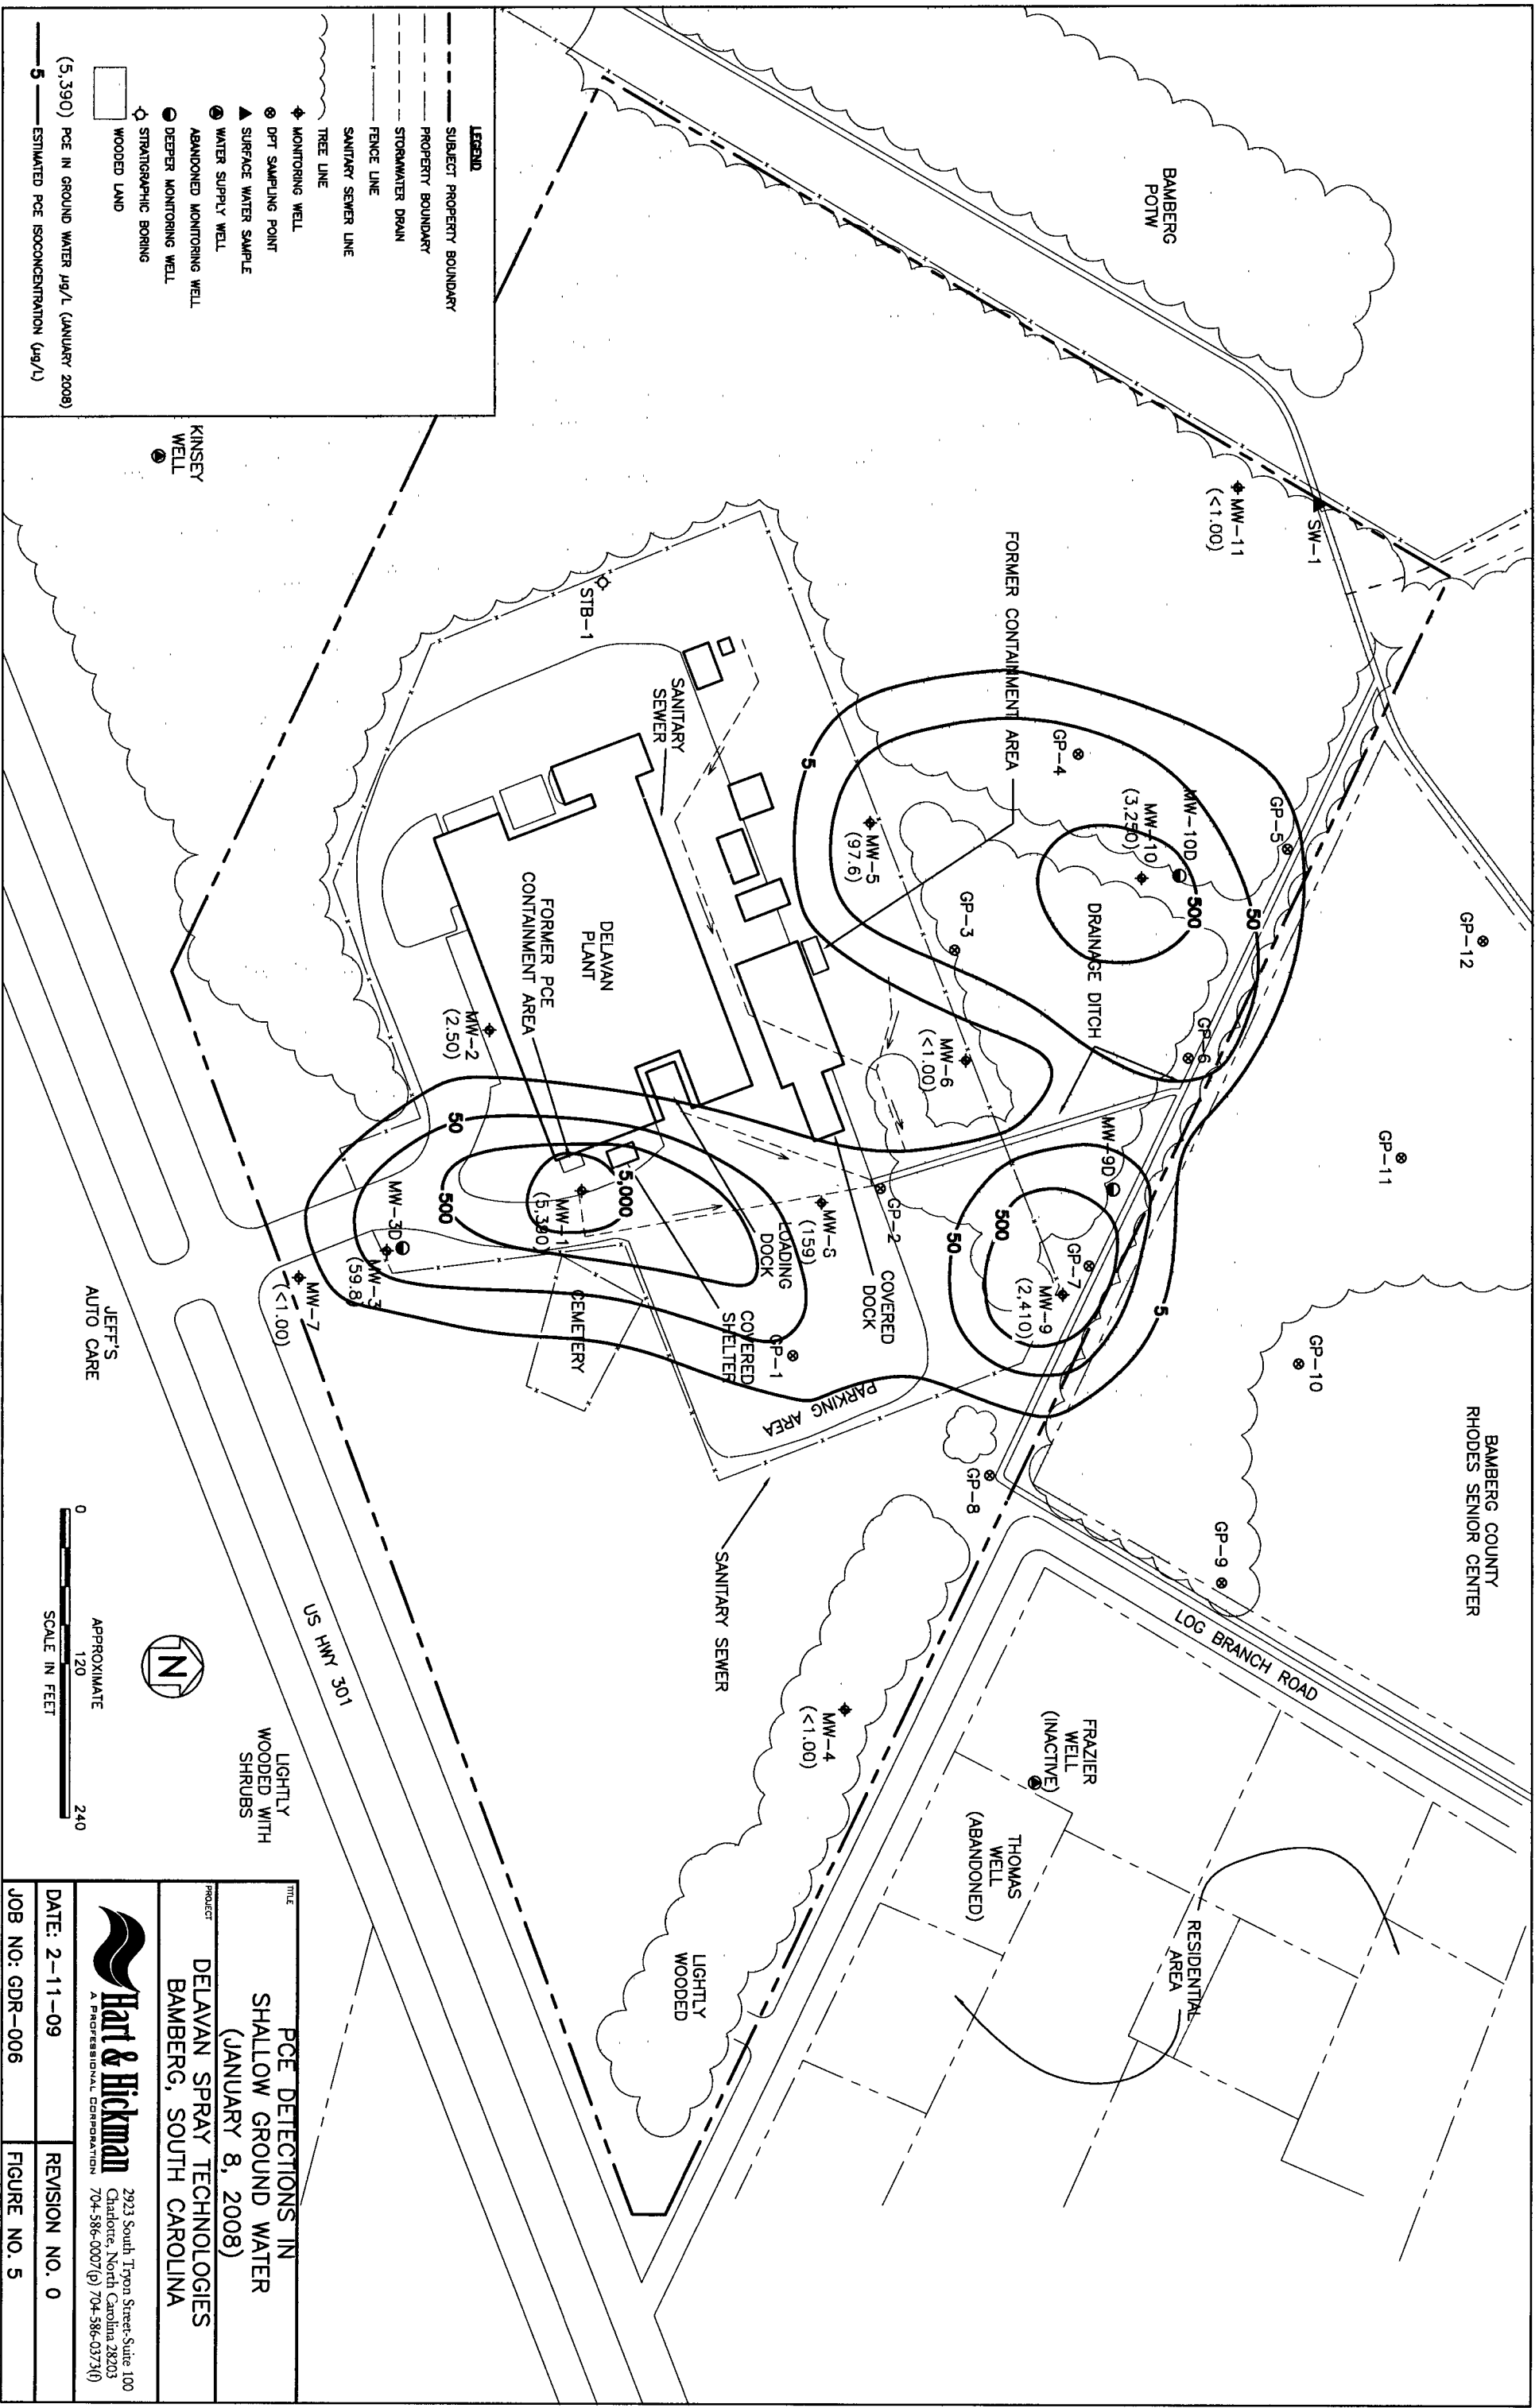 LEGEND
SUBJECT PROPERTY BOUNDARY
PROPERTY BOUNDARY
STORMWATER DRAIN
FENCE LINE
SANITARY SEWER LINE
TREE LINE
MONITORING WELL
DPT SAMPLING POINT
SURFACE WATER SAMPLE
WATER SUPPLY WELL
ABANDONED MONITORING WELL
DEEPER MONITORING WELL
STRATIGRAPHIC BORING
WOODED LAND
(5,390) PCE IN GROUND WATER µg/L (JANUARY 2008)
5 ESTIMATED PCE ISOCONCENTRATION (µg/L)
BAMBERG
POTW
SW-1
MW-11
(<1.00)
KINSEY
WELL
STB-1
FORMER CONTAINMENT AREA
SANITARY
SEWER
GP-4
GP-5
MW-10D
MW-10
(3,250)
MW-5
(97.6)
GP-3
5
50
500
DRAINAGE DITCH
GP-12
GP-6
GP-11
MW-6
(<1.00)
DELAVAN
PLANT
FORMER PCE
CONTAINMENT AREA
MW-2
(2.50)
MW-9D
GP-7
MW-9
(2,410)
500
50
5
GP-2
MW-8
(159)
COVERED
DOCK
LOADING
DOCK
COVERED
SHELTER
5,000
MW-1
(5,390)
500
50
MW-3D
MW-3
(59.8)
MW-7
(<1.00)
CEMETERY
GP-1
PARKING AREA
JEFF'S
AUTO CARE
GP-10
GP-8
GP-9
BAMBERG COUNTY
RHODES SENIOR CENTER
LOG BRANCH ROAD
SANITARY SEWER
MW-4
(<1.00)
FRAZIER
WELL
(INACTIVE)
THOMAS
WELL
(ABANDONED)
RESIDENTIAL
AREA
LIGHTLY
WOODED
US HWY 301
LIGHTLY
WOODED WITH
SHRUBS
N
APPROXIMATE
0 120 240
SCALE IN FEET
TITLE
PCE DETECTIONS IN
SHALLOW GROUND WATER
(JANUARY 8, 2008)
PROJECT
DELAVAN SPRAY TECHNOLOGIES
BAMBERG, SOUTH CAROLINA
Hart & Hickman
A PROFESSIONAL CORPORATION
2923 South Tryon Street-Suite 100
Charlotte, North Carolina 28203
704-586-0007(p) 704-586-0373(f)
DATE: 2-11-09
REVISION NO. 0
JOB NO: GDR-006
FIGURE NO. 5